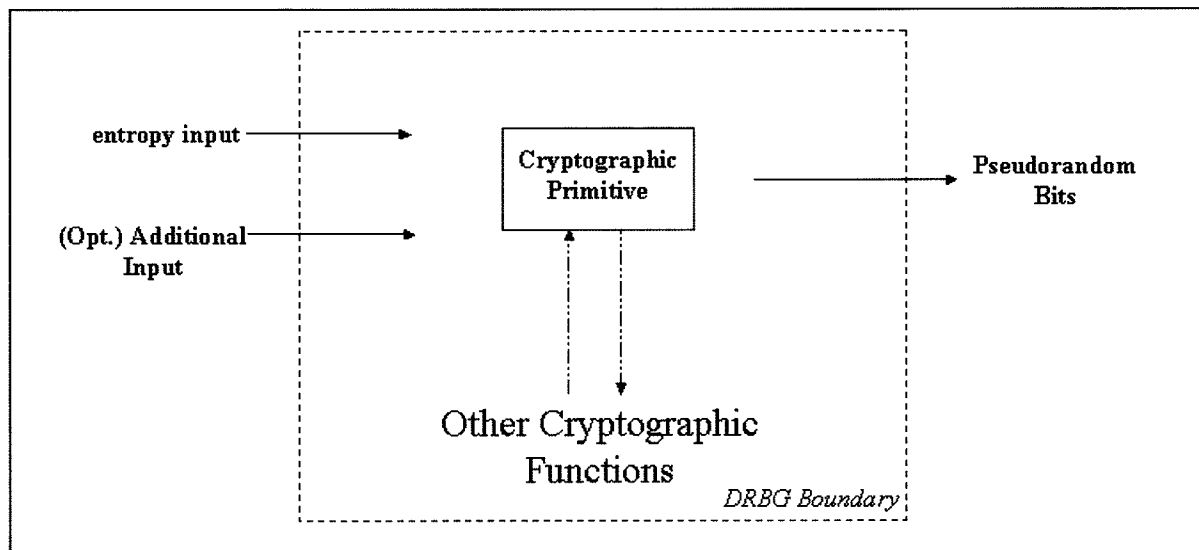 entropy input
(Opt.) Additional
Input
Cryptographic
Primitive
Pseudorandom
Bits
Other Cryptographic
Functions
DRBG Boundary